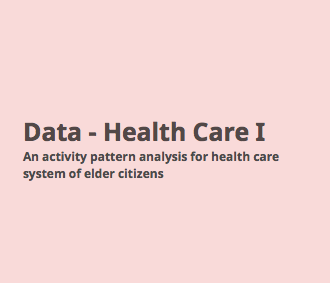 Data - Health Care I
An activity pattern analysis for health care
system of elder citizens